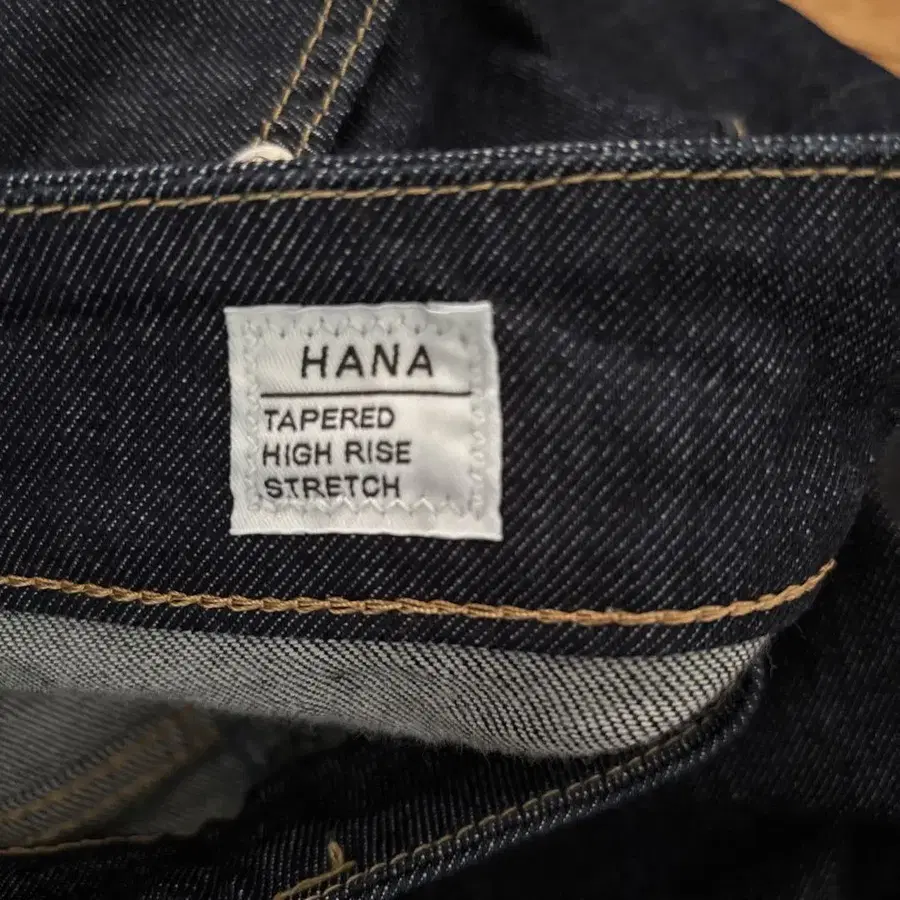 HANA
TAPERED
HIGH RISE
STRETCH